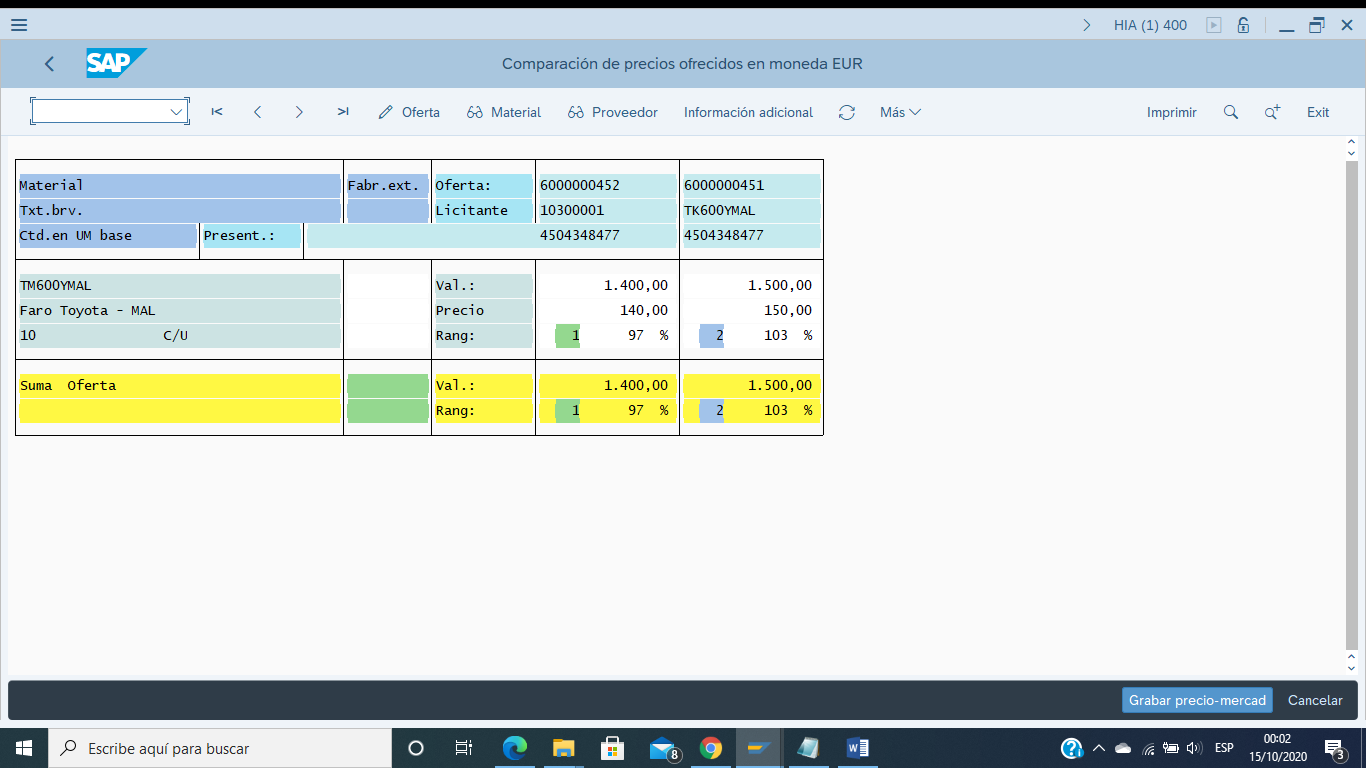 HIA (1) 400
SAP
Comparación de precios ofrecidos en moneda EUR
Oferta Material Proveedor Información adicional Más Imprimir Exit
Material Fabr.ext. Oferta: 6000000452 6000000451
Txt.brv. Licitante 10300001 TK600YMAL
Ctd.en UM base Present.: 4504348477 4504348477
TM600YMAL Val.: 1.400,00 1.500,00
Faro Toyota - MAL Precio 140,00 150,00
10 C/U Rang: 1 97 % 2 103 %
Suma Oferta Val.: 1.400,00 1.500,00
Rang: 1 97 % 2 103 %
Grabar precio-mercad Cancelar
Escribe aquí para buscar 8 ESP 00:02 3
15/10/2020